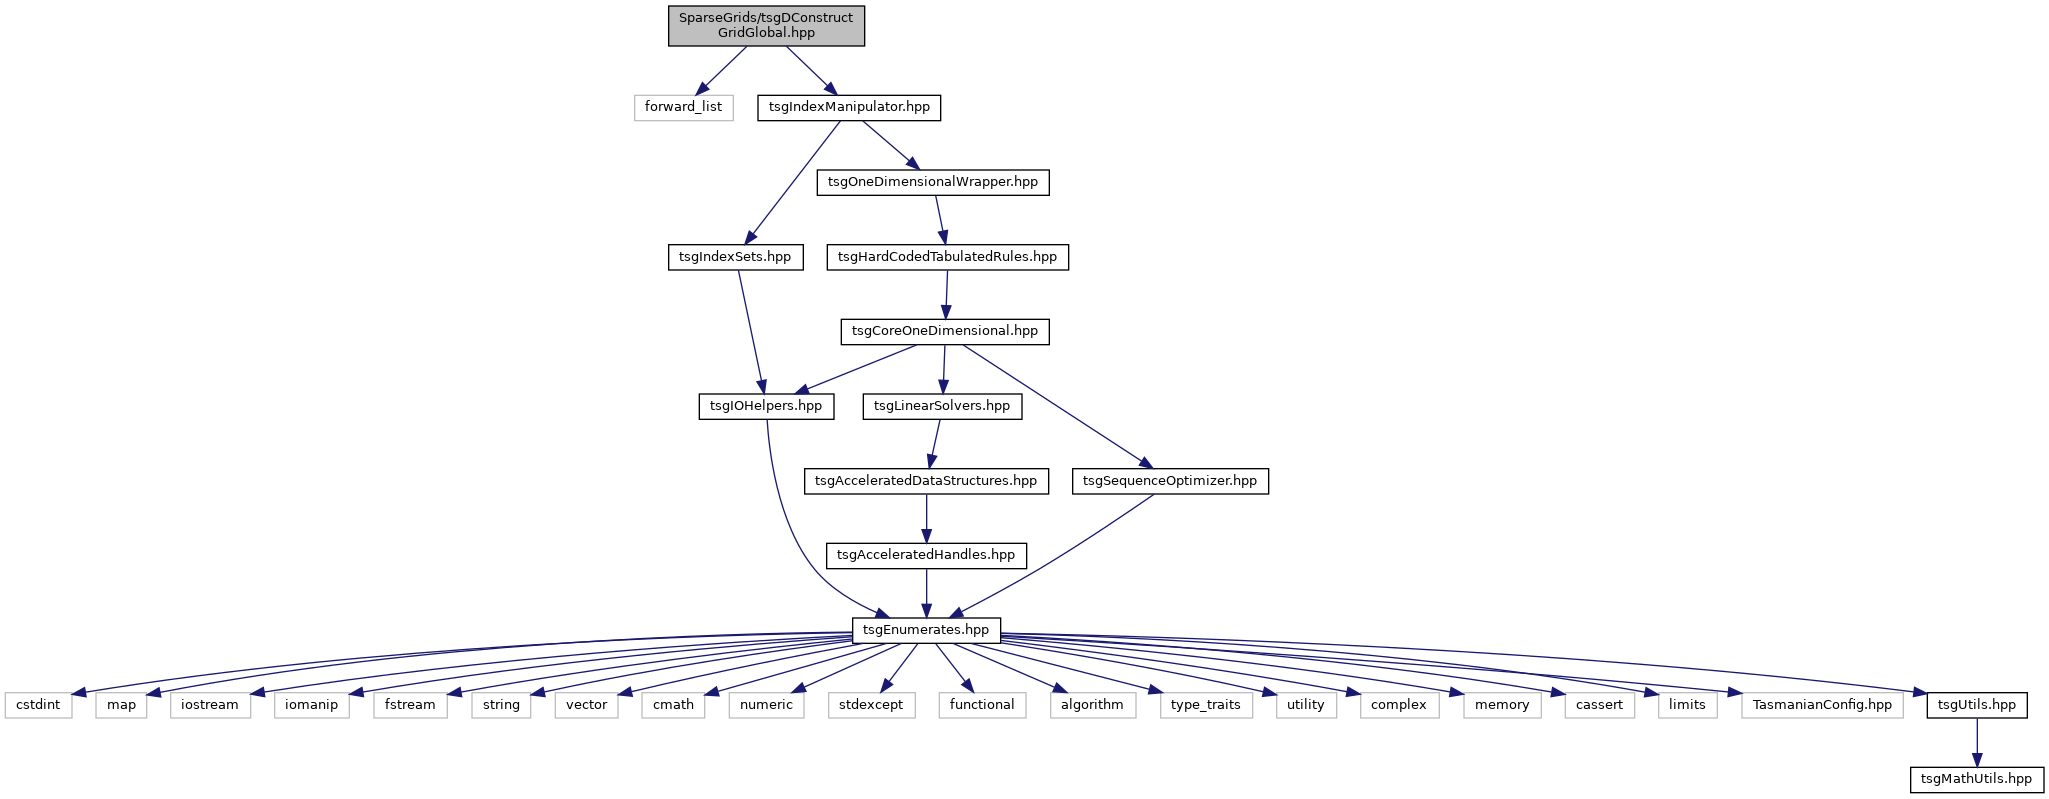 SparseGrids/tsgDConstruct
GridGlobal.hpp
forward_list
tsgIndexManipulator.hpp
tsgOneDimensionalWrapper.hpp
tsgIndexSets.hpp
tsgHardCodedTabulatedRules.hpp
tsgCoreOneDimensional.hpp
tsgIOHelpers.hpp
tsgLinearSolvers.hpp
tsgAcceleratedDataStructures.hpp
tsgSequenceOptimizer.hpp
tsgAcceleratedHandles.hpp
tsgEnumerates.hpp
cstdint
map
iostream
iomanip
fstream
string
vector
cmath
numeric
stdexcept
functional
algorithm
type_traits
utility
complex
memory
cassert
limits
TasmanianConfig.hpp
tsgUtils.hpp
tsgMathUtils.hpp